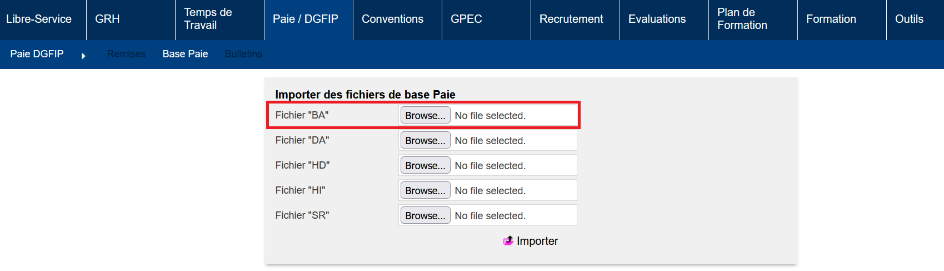 Libre-Service GRH Temps de Travail Paie / DGFIP Conventions GPEC Recrutement Evaluations Plan de Formation Formation Outils
Paie DGFIP Remises Base Paie Bulletins
Importer des fichiers de base Paie
Fichier "BA" Browse... No file selected.
Fichier "DA" Browse... No file selected.
Fichier "HD" Browse... No file selected.
Fichier "HI" Browse... No file selected.
Fichier "SR" Browse... No file selected.
Importer